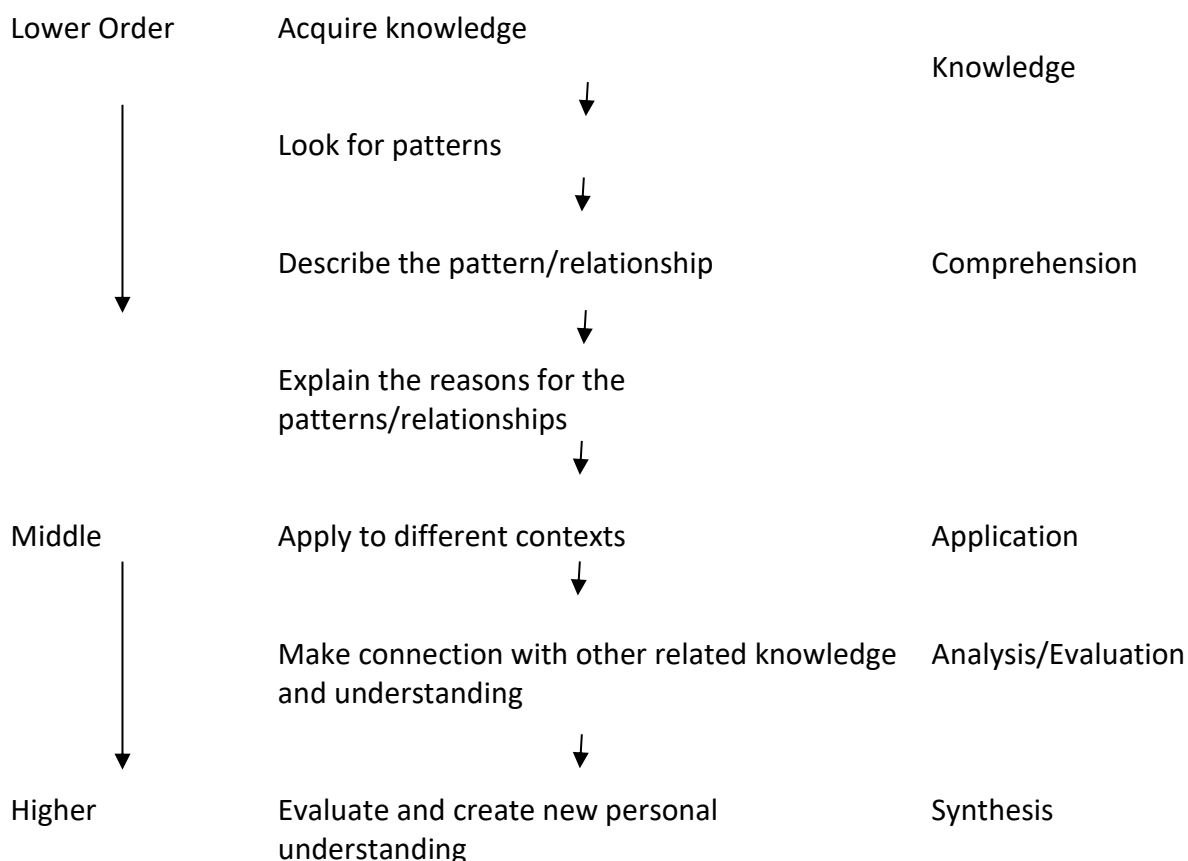 Lower Order
Acquire knowledge
Knowledge
Look for patterns
Describe the pattern/relationship
Comprehension
Explain the reasons for the
patterns/relationships
Middle
Apply to different contexts
Application
Make connection with other related knowledge
and understanding
Analysis/Evaluation
Higher
Evaluate and create new personal
understanding
Synthesis